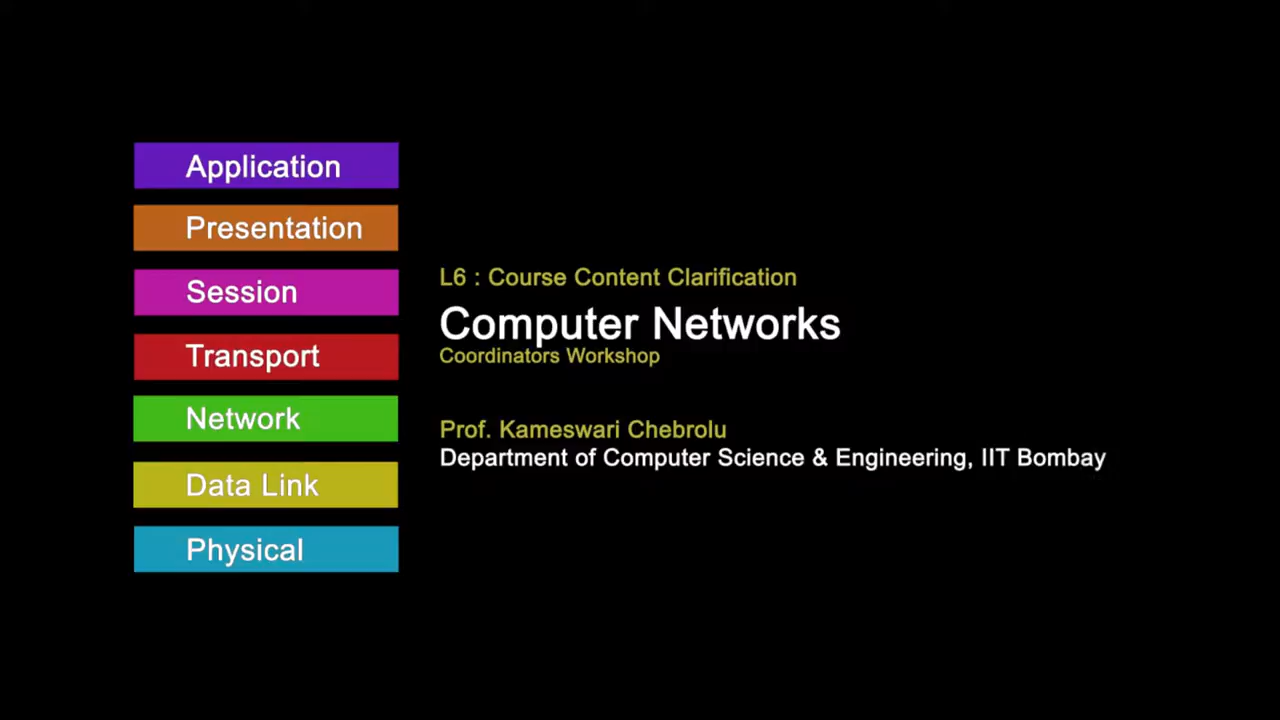 Application
Presentation
Session
Transport
Network
Data Link
Physical
L6 : Course Content Clarification
Computer Networks
Coordinators Workshop
Prof. Kameswari Chebrolu
Department of Computer Science & Engineering, IIT Bombay